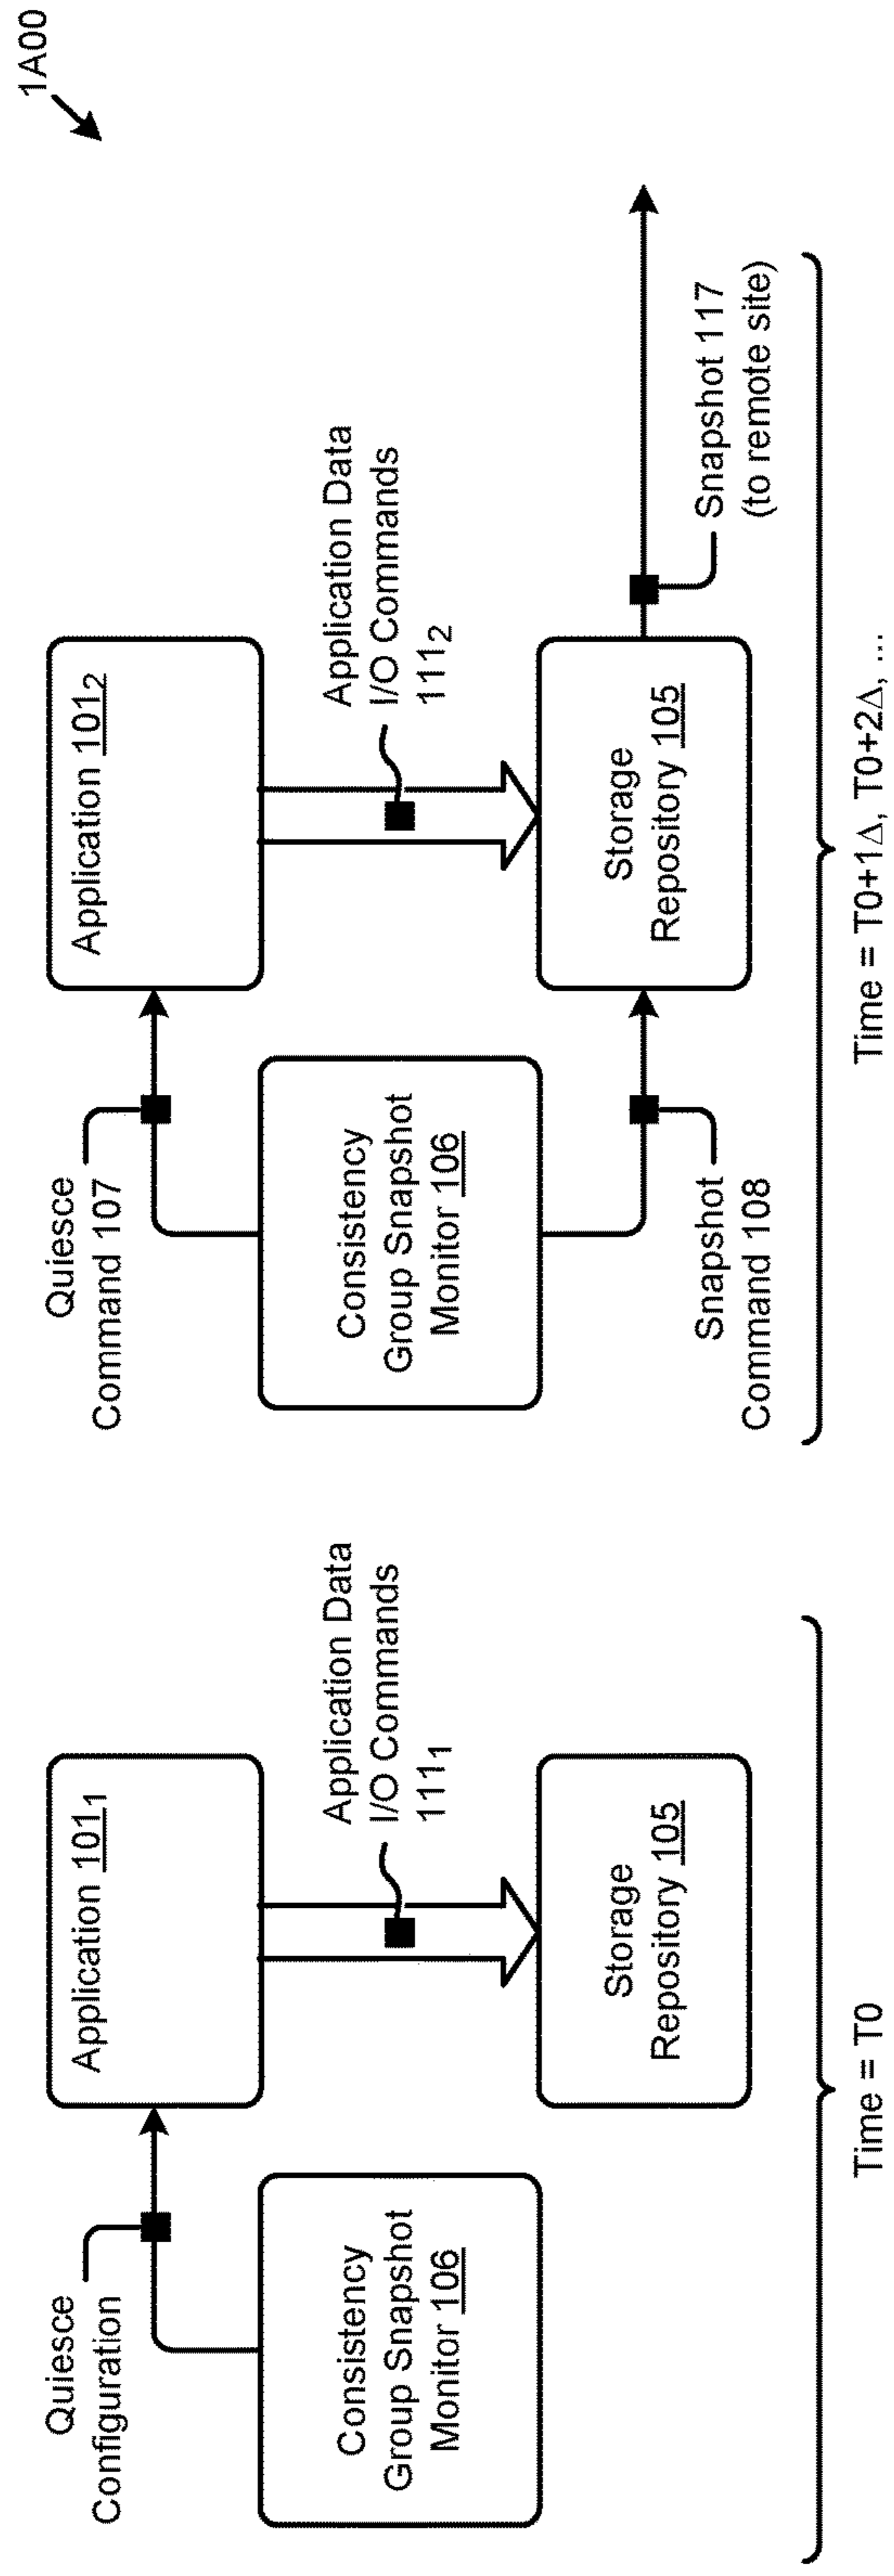 1A00
Quiesce
Configuration
Application 101₁
Consistency
Group Snapshot
Monitor 106
Application Data
I/O Commands
111₁
Storage
Repository 105
Time = T0
Quiesce
Command 107
Application 101₂
Consistency
Group Snapshot
Monitor 106
Application Data
I/O Commands
111₂
Snapshot
Command 108
Storage
Repository 105
Snapshot 117
(to remote site)
Time = T0+1Δ, T0+2Δ, ...